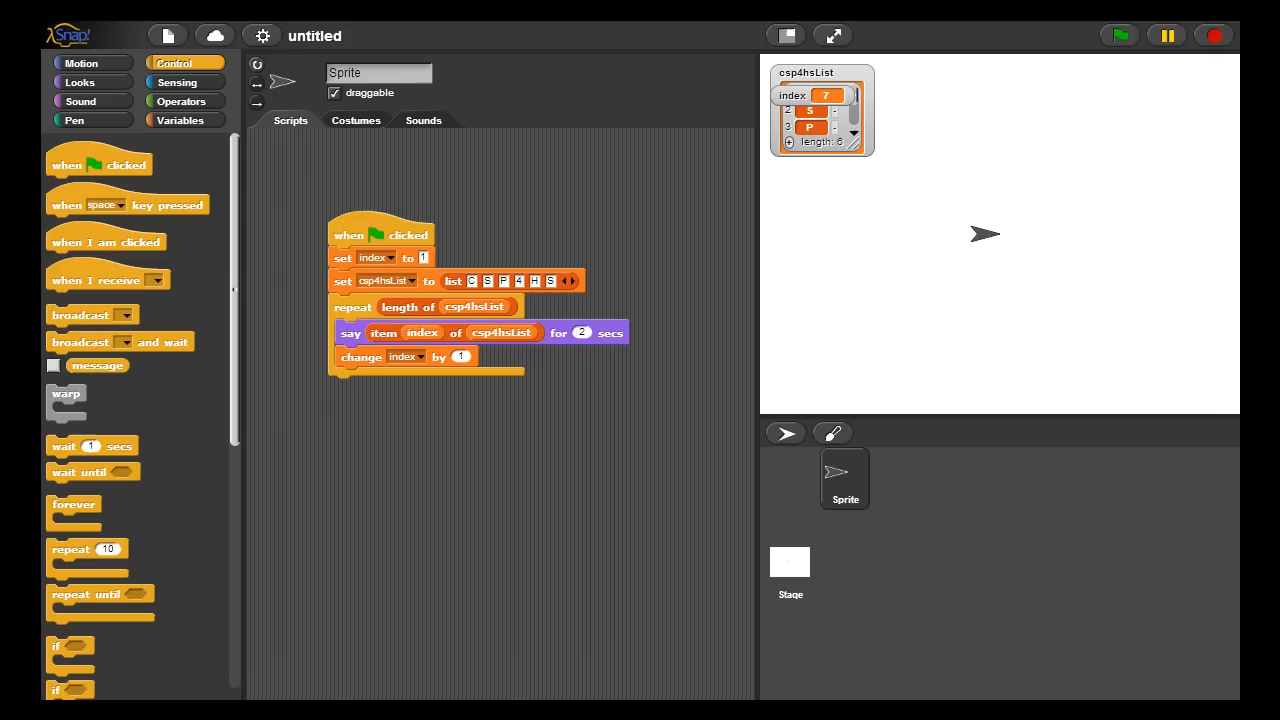 λSnap!
untitled
Motion
Control
Looks
Sensing
Sound
Operators
Pen
Variables
when clicked
when space key pressed
when I am clicked
when I receive
broadcast
broadcast and wait
message
warp
wait 1 secs
wait until
forever
repeat 10
repeat until
if
if
Sprite
draggable
Scripts
Costumes
Sounds
when clicked
set index to 1
set csp4hsList to list C S P 4 H S
repeat length of csp4hsList
say item index of csp4hsList for 2 secs
change index by 1
csp4hsList
index 7
2 S -
3 P -
+ length: 6
Sprite
Stage